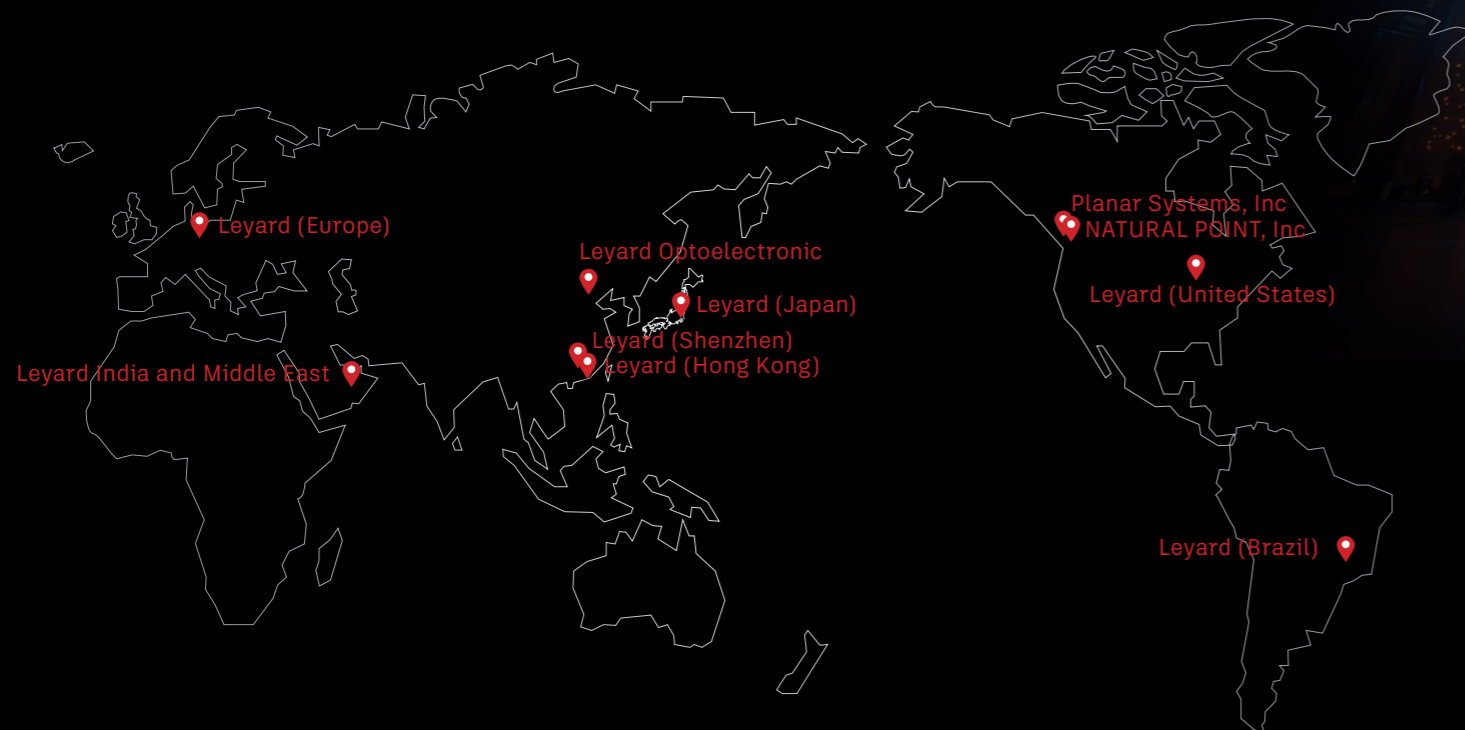 Planar Systems, Inc
Leyard (Europe)
NATURAL POINT, Inc
Leyard Optoelectronic
Leyard (United States)
Leyard (Japan)
Leyard (Shenzhen)
Leyard (Hong Kong)
Leyard India and Middle East
Leyard (Brazil)